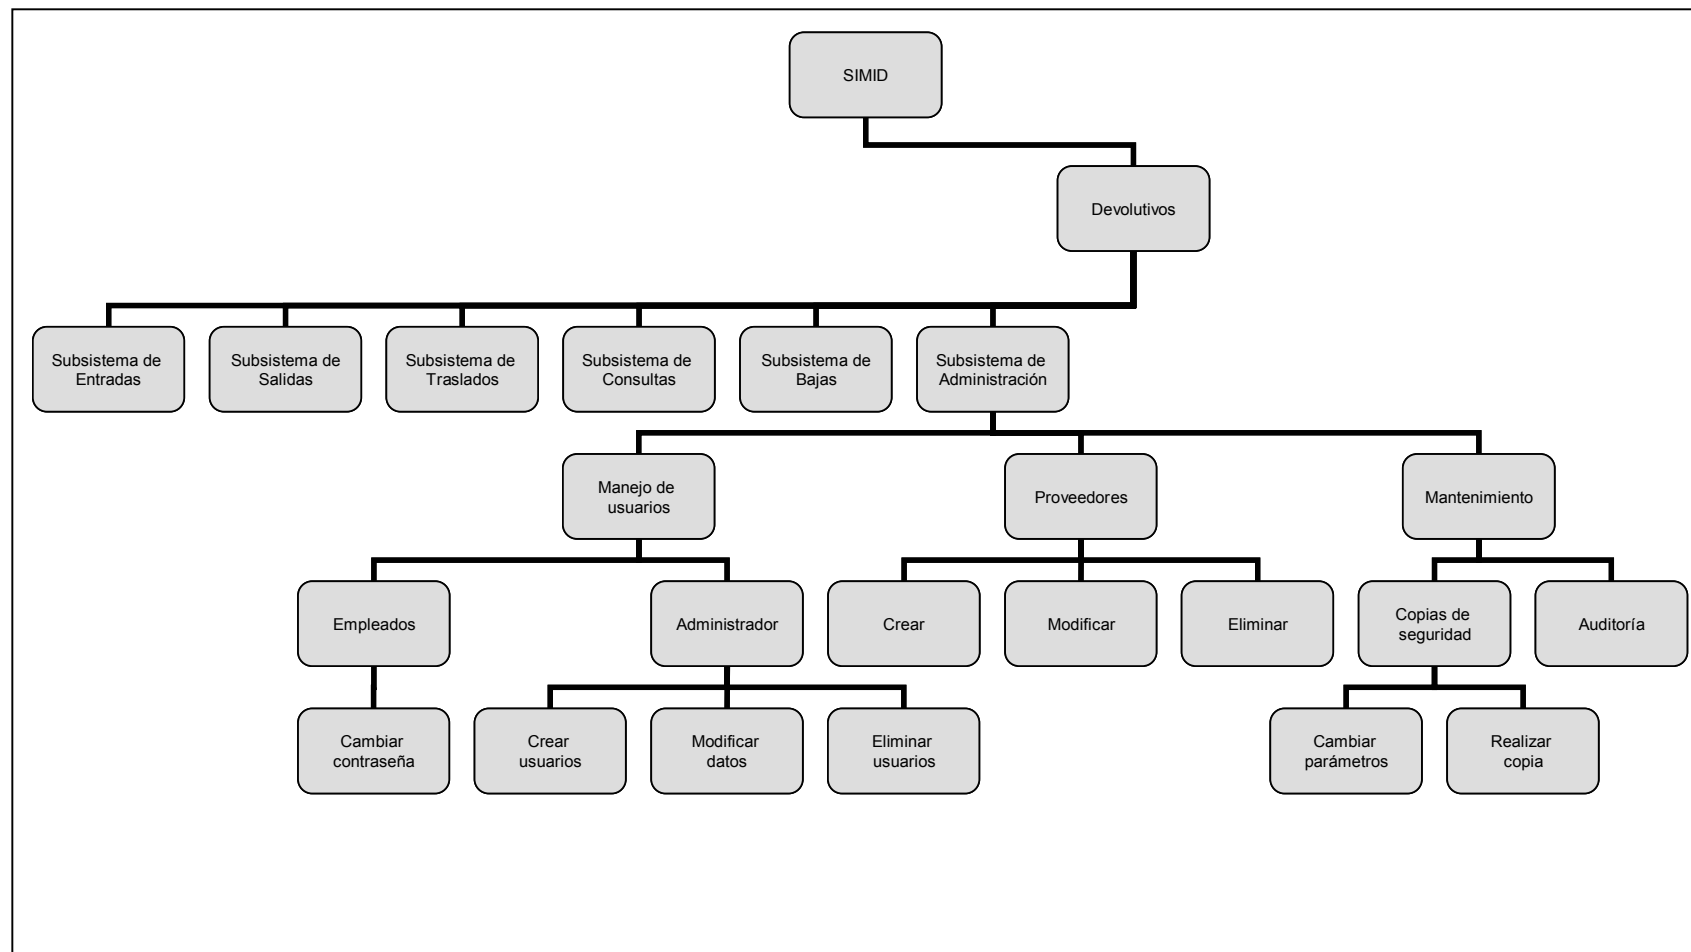 SIMID
Devolutivos
Subsistema de
Entradas
Subsistema de
Salidas
Subsistema de
Traslados
Subsistema de
Consultas
Subsistema de
Bajas
Subsistema de
Administración
Manejo de
usuarios
Proveedores
Mantenimiento
Empleados
Administrador
Crear
Modificar
Eliminar
Copias de
seguridad
Auditoría
Cambiar
contraseña
Crear
usuarios
Modificar
datos
Eliminar
usuarios
Cambiar
parámetros
Realizar
copia